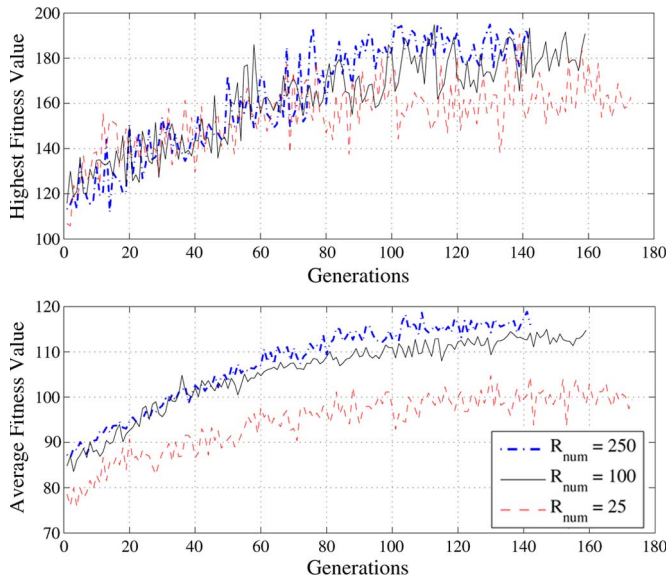 200
180
160
140
120
100
Highest Fitness Value
0 20 40 60 80 100 120 140 160 180
Generations
120
110
100
90
80
70
Average Fitness Value
R_num = 250
R_num = 100
R_num = 25
0 20 40 60 80 100 120 140 160 180
Generations